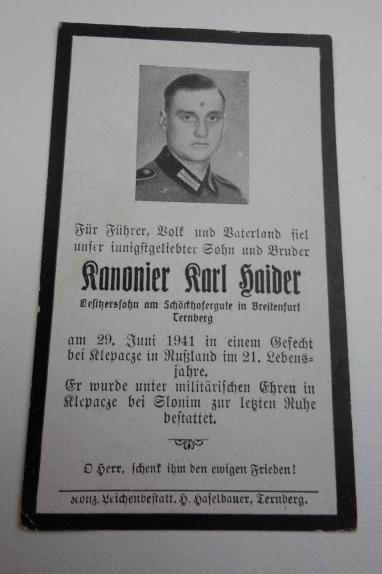 Für Führer, Volk und Vaterland fiel
unser innigstgeliebter Sohn und Bruder
Kanonier Karl Haider
Besitzerssohn am Schörkhofergute in Breitenfurt
Ternberg
am 29. Juni 1941 in einem Gefecht
bei Klepacze in Rußland im 21. Lebens-
jahre.
Er wurde unter militärischen Ehren in
Klepacze bei Slonim zur letzten Ruhe
bestattet.
O Herr, schenk ihm den ewigen Frieden!
Konz. Leichenbestatt. H. Haselbauer, Ternberg.